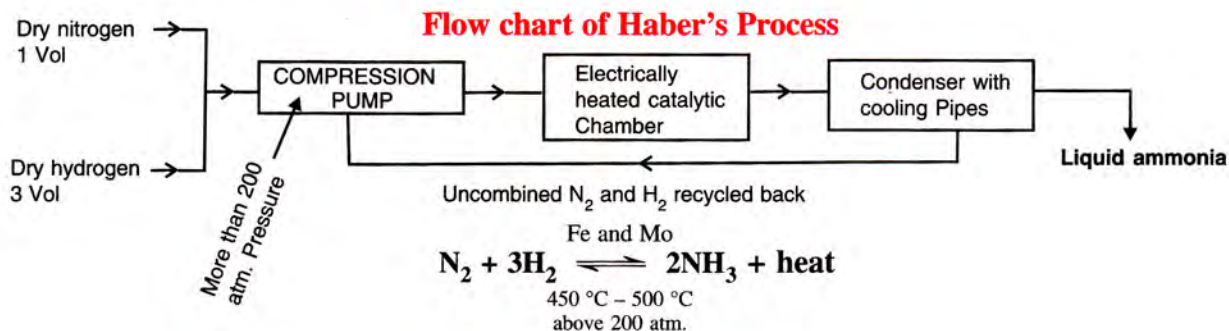 Flow chart of Haber's Process
Dry nitrogen
1 Vol
Dry hydrogen
3 Vol
COMPRESSION
PUMP
More than 200
atm. Pressure
Electrically
heated catalytic
Chamber
Condenser with
cooling Pipes
Liquid ammonia
Uncombined N₂ and H₂ recycled back
Fe and Mo
N₂ + 3H₂ ⇌ 2NH₃ + heat
450 °C – 500 °C
above 200 atm.